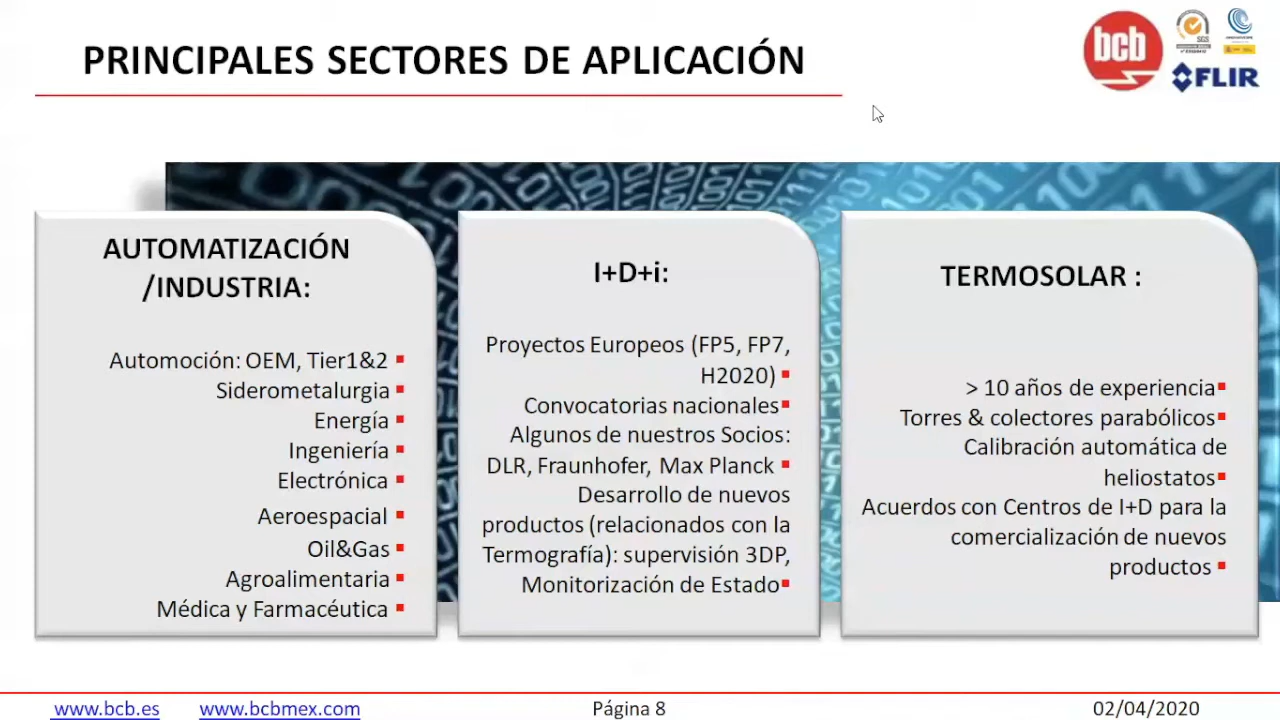 PRINCIPALES SECTORES DE APLICACIÓN
bcb
SGS
FLIR
AUTOMATIZACIÓN
/INDUSTRIA:
Automoción: OEM, Tier1&2
Siderometalurgia
Energía
Ingeniería
Electrónica
Aeroespacial
Oil&Gas
Agroalimentaria
Médica y Farmacéutica
I+D+i:
Proyectos Europeos (FP5, FP7,
H2020)
Convocatorias nacionales
Algunos de nuestros Socios:
DLR, Fraunhofer, Max Planck
Desarrollo de nuevos
productos (relacionados con la
Termografía): supervisión 3DP,
Monitorización de Estado
TERMOSOLAR :
> 10 años de experiencia
Torres & colectores parabólicos
Calibración automática de
heliostatos
Acuerdos con Centros de I+D para la
comercialización de nuevos
productos
www.bcb.es www.bcbmex.com Página 8 02/04/2020